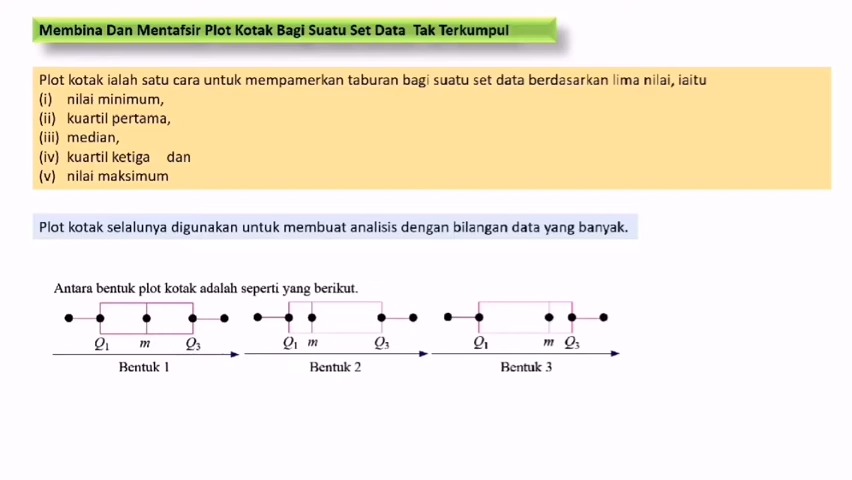 Membina Dan Mentafsir Plot Kotak Bagi Suatu Set Data Tak Terkumpul
Plot kotak ialah satu cara untuk mempamerkan taburan bagi suatu set data berdasarkan lima nilai, iaitu
(i) nilai minimum,
(ii) kuartil pertama,
(iii) median,
(iv) kuartil ketiga dan
(v) nilai maksimum
Plot kotak selalunya digunakan untuk membuat analisis dengan bilangan data yang banyak.
Antara bentuk plot kotak adalah seperti yang berikut.
Q₁ m Q₃ Q₁ m Q₃ Q₁ m Q₃
Bentuk 1 Bentuk 2 Bentuk 3